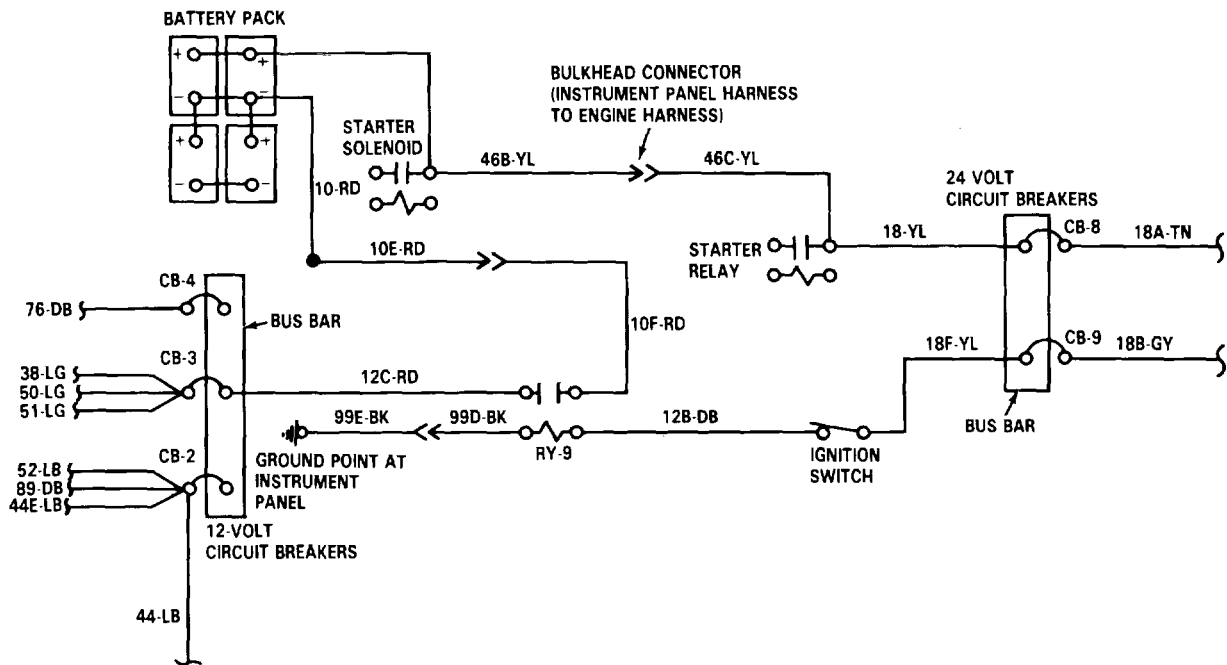 BATTERY PACK
+ +
- -
+ +
- -
BULKHEAD CONNECTOR
(INSTRUMENT PANEL HARNESS
TO ENGINE HARNESS)
STARTER
SOLENOID
46B-YL
46C-YL
10-RD
24 VOLT
CIRCUIT BREAKERS
CB-8
18-YL
18A-TN
STARTER
RELAY
10E-RD
CB-4
76-DB
BUS BAR
10F-RD
18F-YL
CB-9
18B-GY
CB-3
38-LG
50-LG
51-LG
12C-RD
99E-BK
99D-BK
12B-DB
BUS BAR
RY-9
IGNITION
SWITCH
GROUND POINT AT
INSTRUMENT
PANEL
CB-2
52-LB
89-DB
44E-LB
12-VOLT
CIRCUIT BREAKERS
44-LB